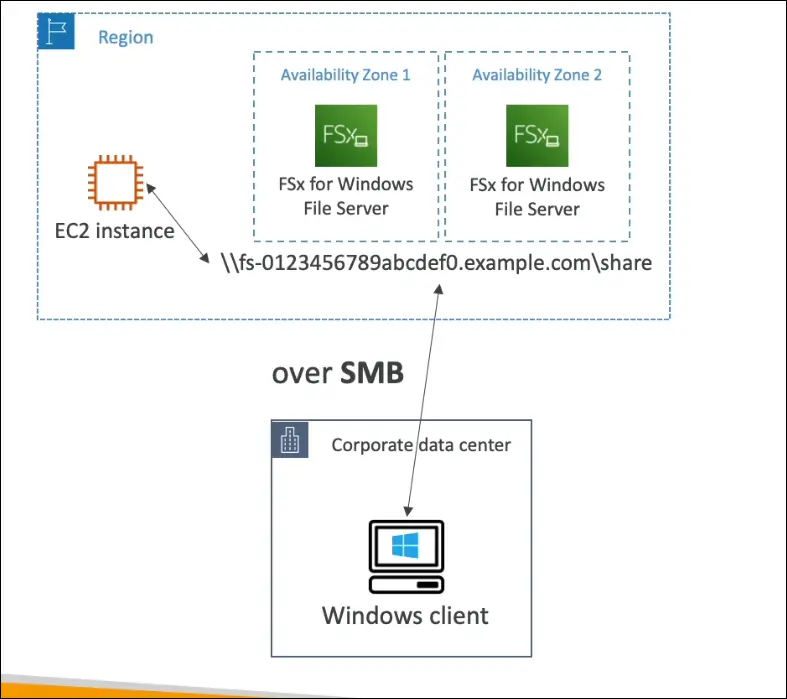 Region
Availability Zone 1
Availability Zone 2
FSx
FSx
FSx for Windows
File Server
FSx for Windows
File Server
EC2 instance
\\fs-0123456789abcdef0.example.com\share
over SMB
Corporate data center
Windows client